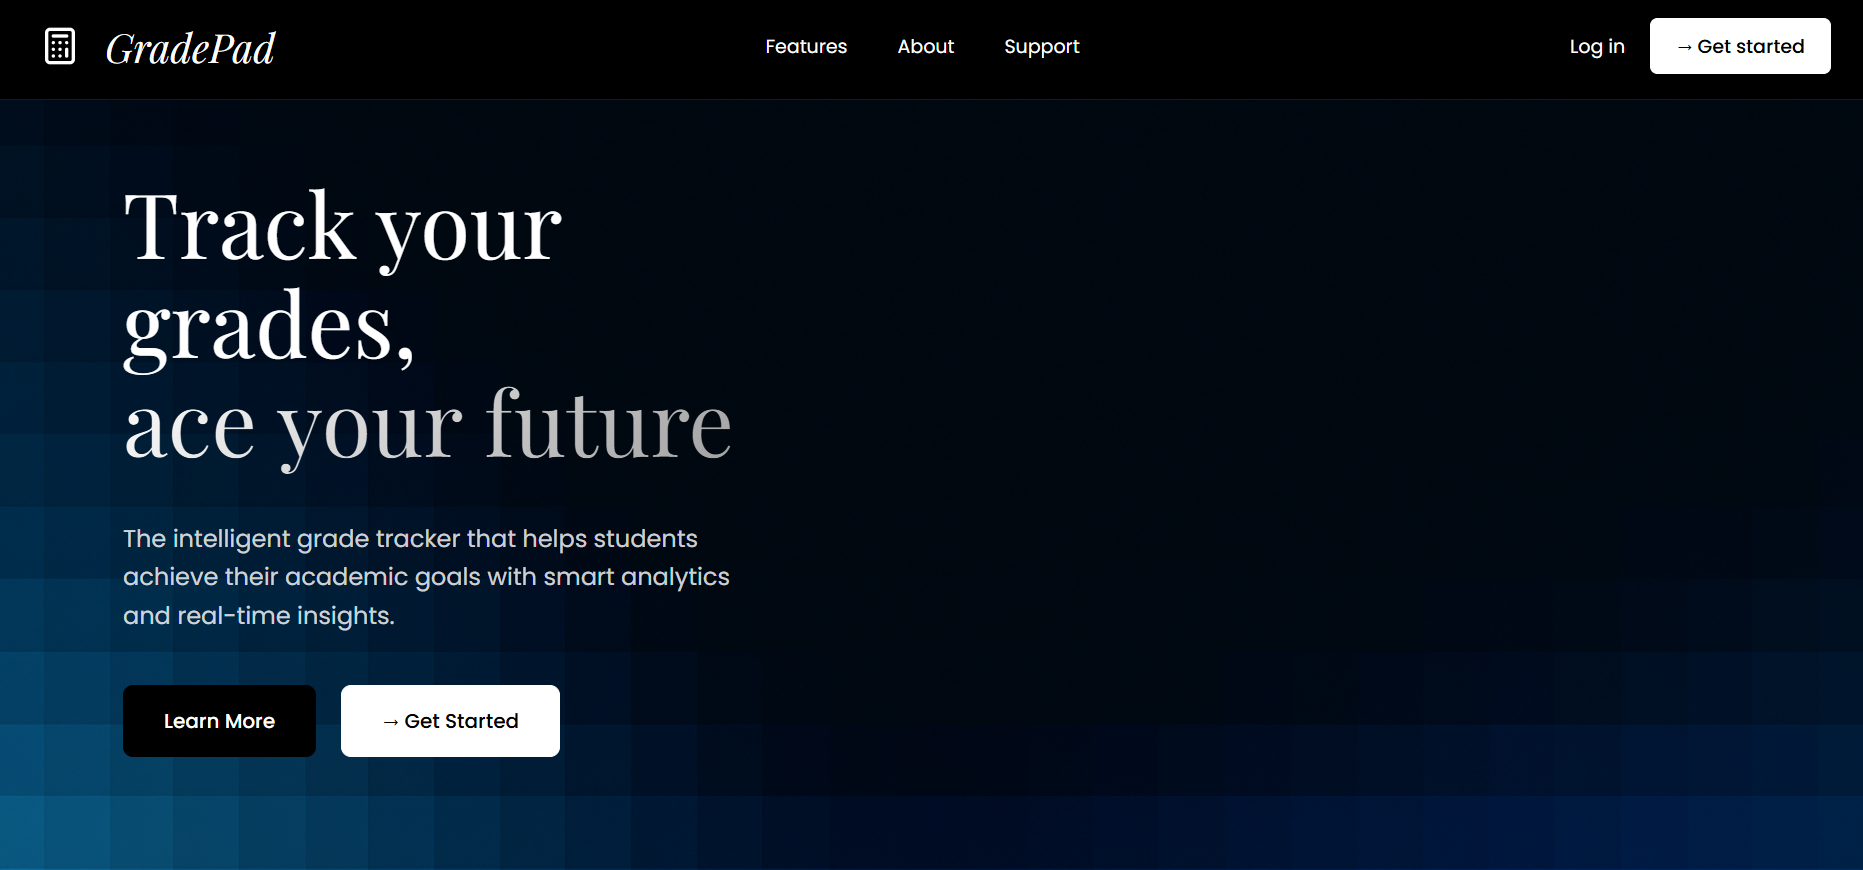 GradePad
Features
About
Support
Log in
→ Get started
Track your
grades,
ace your future
The intelligent grade tracker that helps students
achieve their academic goals with smart analytics
and real-time insights.
Learn More
→ Get Started